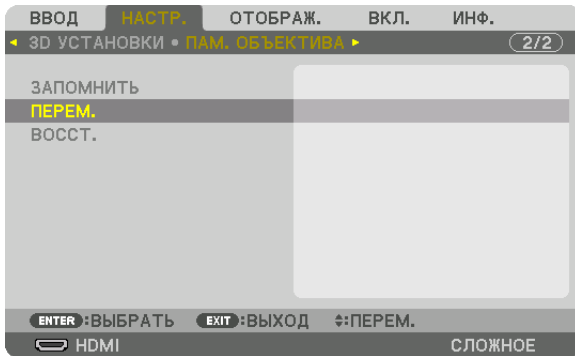 ВВОД НАСТР. ОТОБРАЖ. ВКЛ. ИНФ.
3D УСТАНОВКИ • ПАМ. ОБЪЕКТИВА 2/2
ЗАПОМНИТЬ
ПЕРЕМ.
ВОССТ.
ENTER :ВЫБРАТЬ EXIT :ВЫХОД :ПЕРЕМ.
HDMI СЛОЖНОЕ